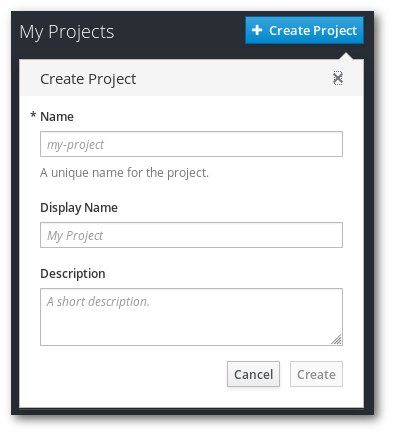 My Projects
+ Create Project
Create Project
* Name
my-project
A unique name for the project.
Display Name
My Project
Description
A short description.
Cancel
Create